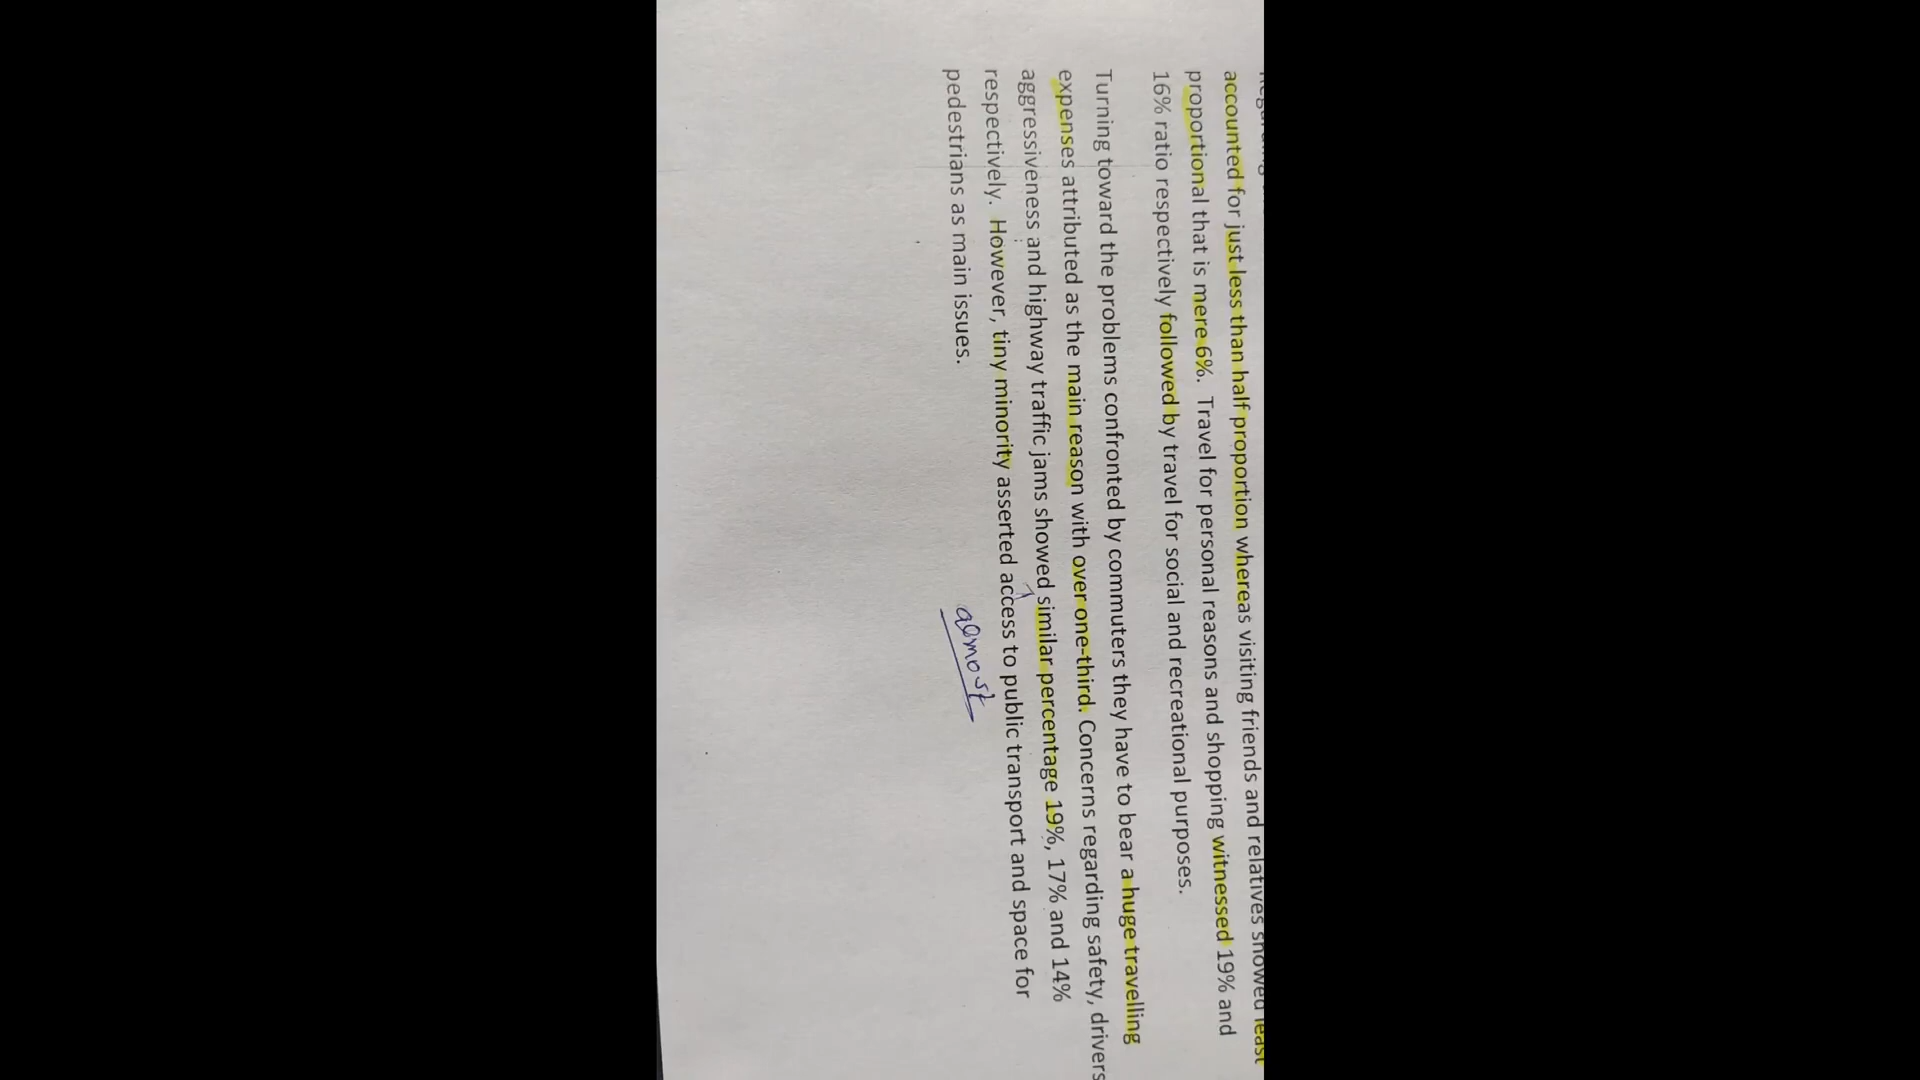 accounted for just less than half proportion whereas visiting friends and relatives showed least
proportional that is mere 6%. Travel for personal reasons and shopping witnessed 19% and
16% ratio respectively followed by travel for social and recreational purposes.
Turning toward the problems confronted by commuters they have to bear a huge travelling
expenses attributed as the main reason with over one-third. Concerns regarding safety, drivers
aggressiveness and highway traffic jams showed similar percentage 19%, 17% and 14%
respectively. However, tiny minority asserted access to public transport and space for
pedestrians as main issues.
almost